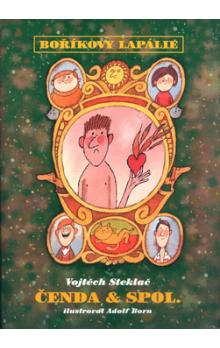 BOŘÍKOVY LAPÁLIE
Vojtěch Steklač
ČENDA & SPOL.
ilustroval Adolf Born